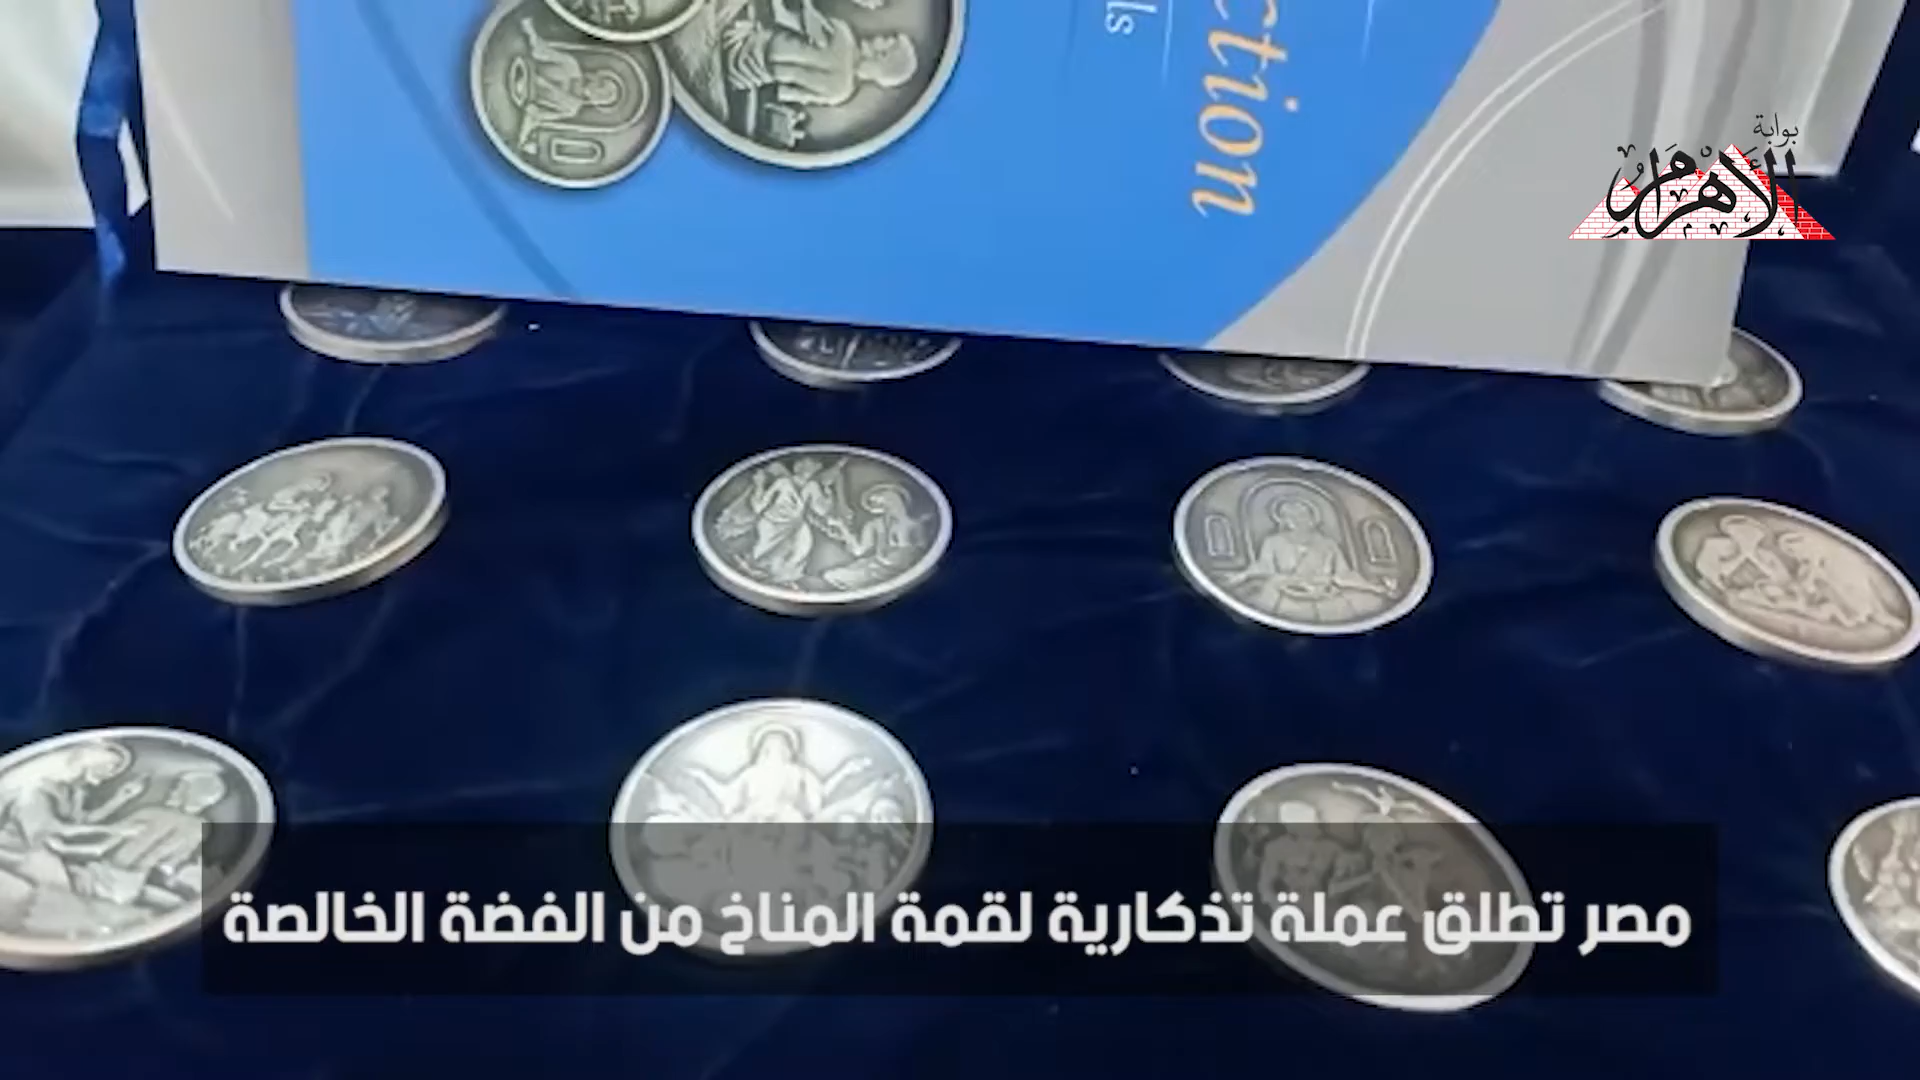 ction
ls
بوابة
الأهرام
مصر تطلق عملة تذكارية لقمة المناخ من الفضة الخالصة